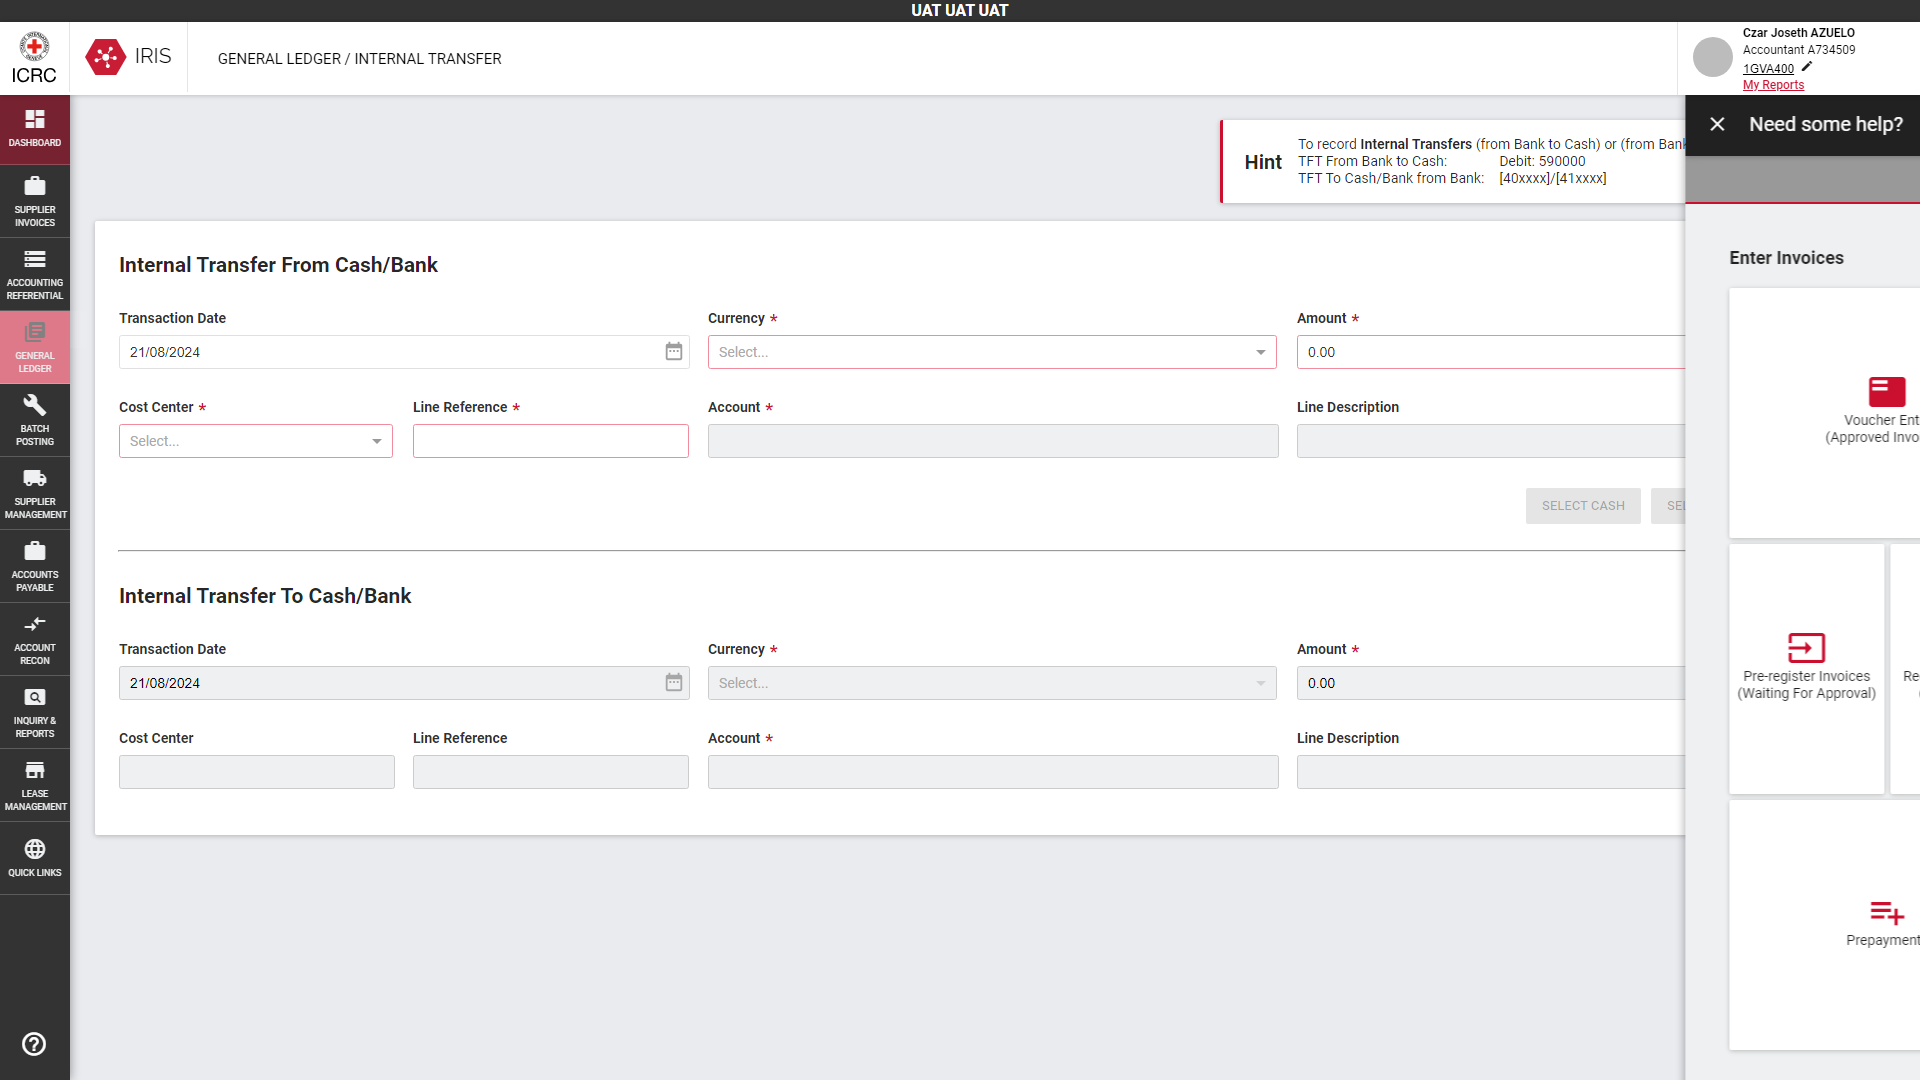 UAT UAT UAT
ICRC
IRIS
GENERAL LEDGER / INTERNAL TRANSFER
Czar Joseth AZUELO
Accountant A734509
1GVA400
My Reports
DASHBOARD
SUPPLIER
INVOICES
ACCOUNTING
REFERENTIAL
GENERAL
LEDGER
BATCH
POSTING
SUPPLIER
MANAGEMENT
ACCOUNTS
PAYABLE
ACCOUNT
RECON
INQUIRY &
REPORTS
LEASE
MANAGEMENT
QUICK LINKS
Hint
To record Internal Transfers (from Bank to Cash) or (from Bank
TFT From Bank to Cash: Debit: 590000
TFT To Cash/Bank from Bank: [40xxxx]/[41xxxx]
Internal Transfer From Cash/Bank
Transaction Date
Currency *
Amount *
21/08/2024
Select...
0.00
Cost Center *
Line Reference *
Account *
Line Description
Select...
SELECT CASH
SEL
Internal Transfer To Cash/Bank
Transaction Date
Currency *
Amount *
21/08/2024
Select...
0.00
Cost Center
Line Reference
Account *
Line Description
Need some help?
Enter Invoices
Voucher Ent
(Approved Invo
Pre-register Invoices
(Waiting For Approval)
Re
Prepayment